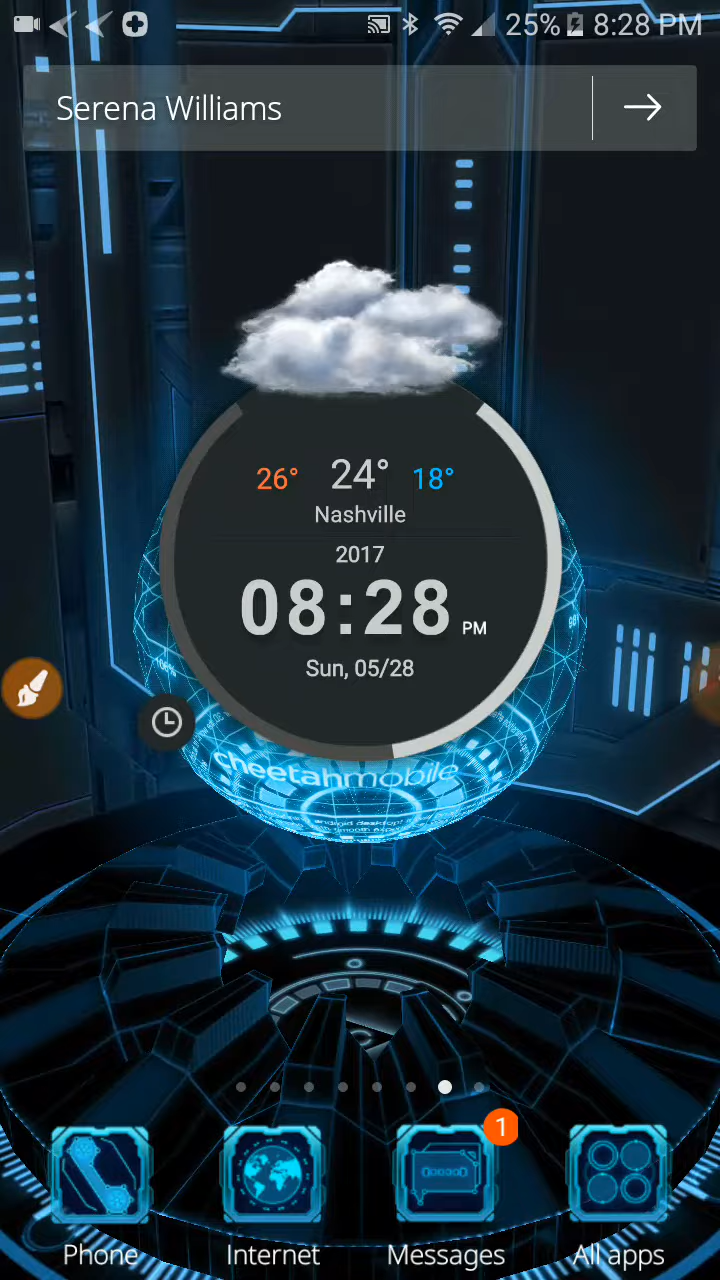 25% 8:28 PM
Serena Williams
26° 24° 18°
Nashville
2017
08:28 PM
Sun, 05/28
cheetahmobile
1
Phone Internet Messages All apps